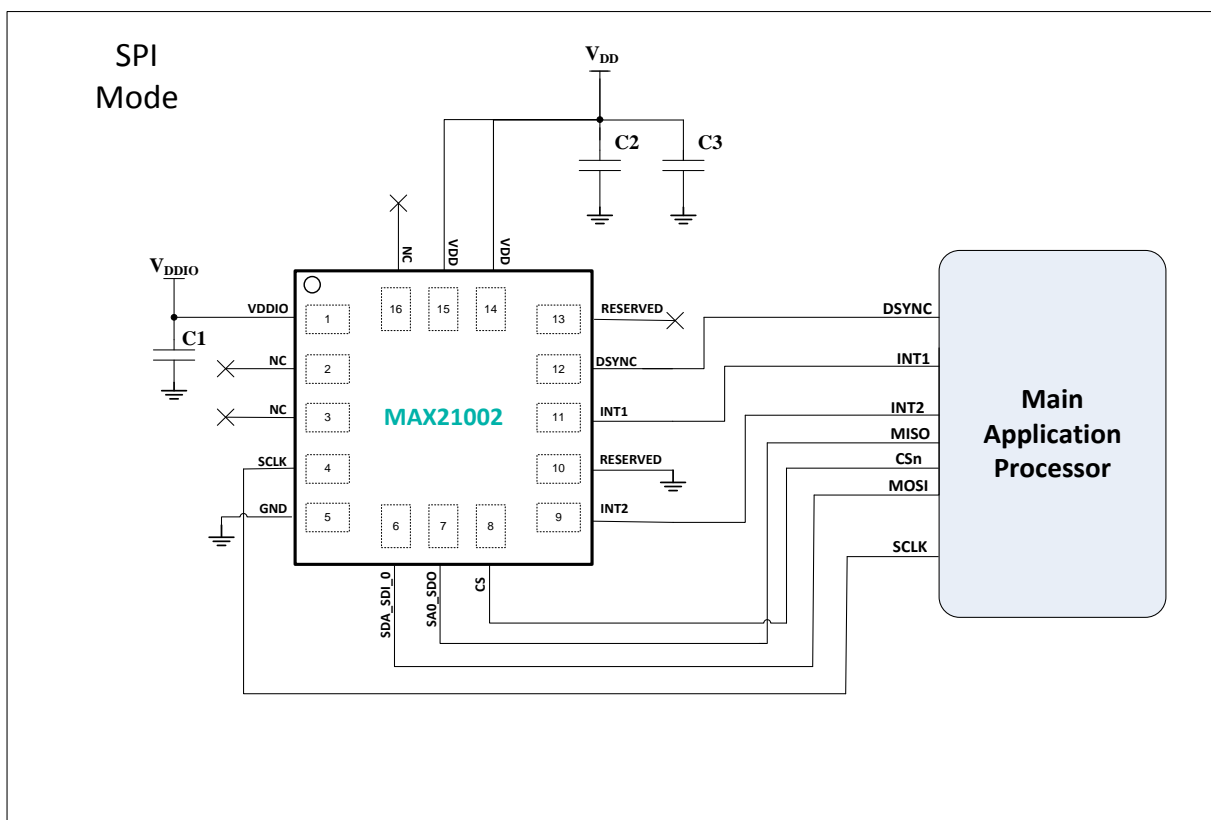 SPI
Mode
VDD
C2
C3
NC
VDD
VDD
VDDIO
C1
VDDIO
NC
NC
SCLK
GND
1
2
3
4
5
16
15
14
13
12
11
10
9
6
7
8
MAX21002
RESERVED
DSYNC
INT1
RESERVED
INT2
SDA_SDI_0
SA0_SDO
CS
DSYNC
INT1
INT2
MISO
CSn
MOSI
SCLK
Main
Application
Processor